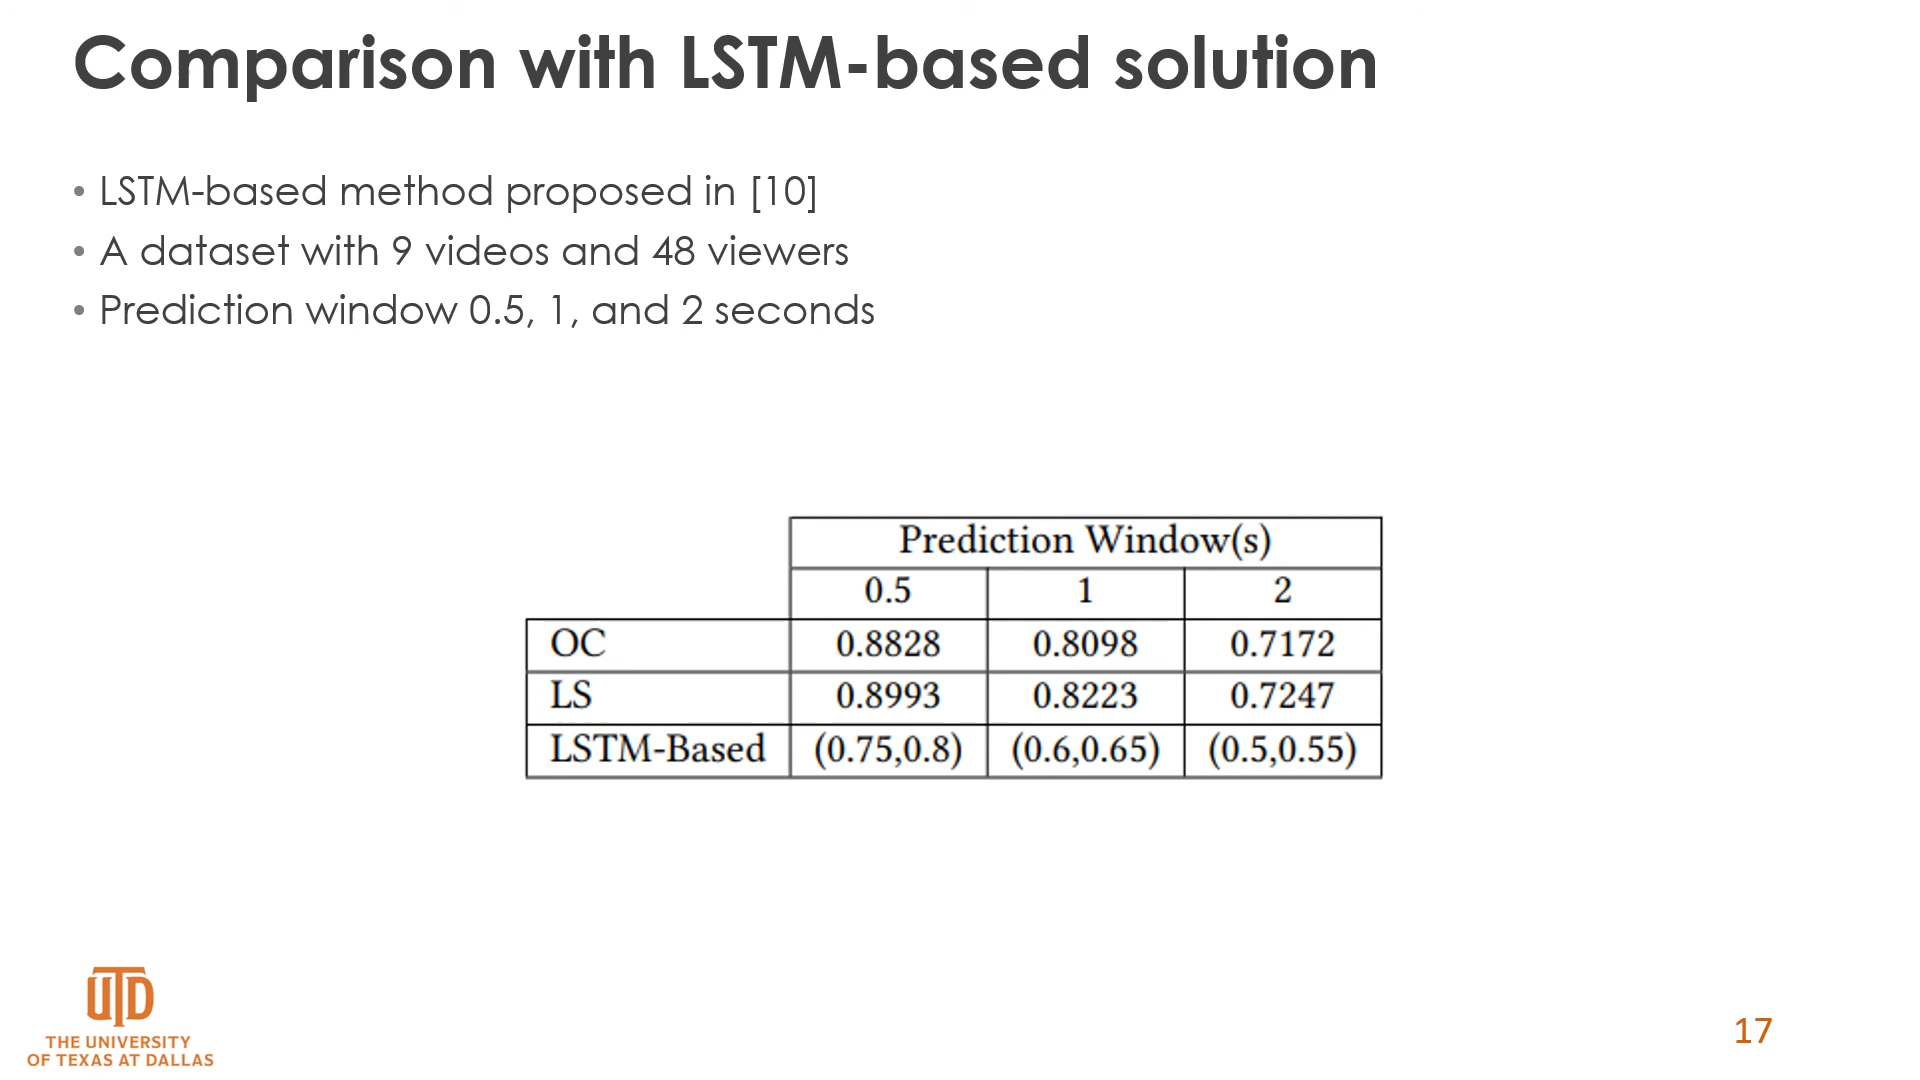 Comparison with LSTM-based solution
• LSTM-based method proposed in [10]
• A dataset with 9 videos and 48 viewers
• Prediction window 0.5, 1, and 2 seconds
Prediction Window(s)
0.5 1 2
OC 0.8828 0.8098 0.7172
LS 0.8993 0.8223 0.7247
LSTM-Based (0.75,0.8) (0.6,0.65) (0.5,0.55)
UTD
THE UNIVERSITY
OF TEXAS AT DALLAS
17